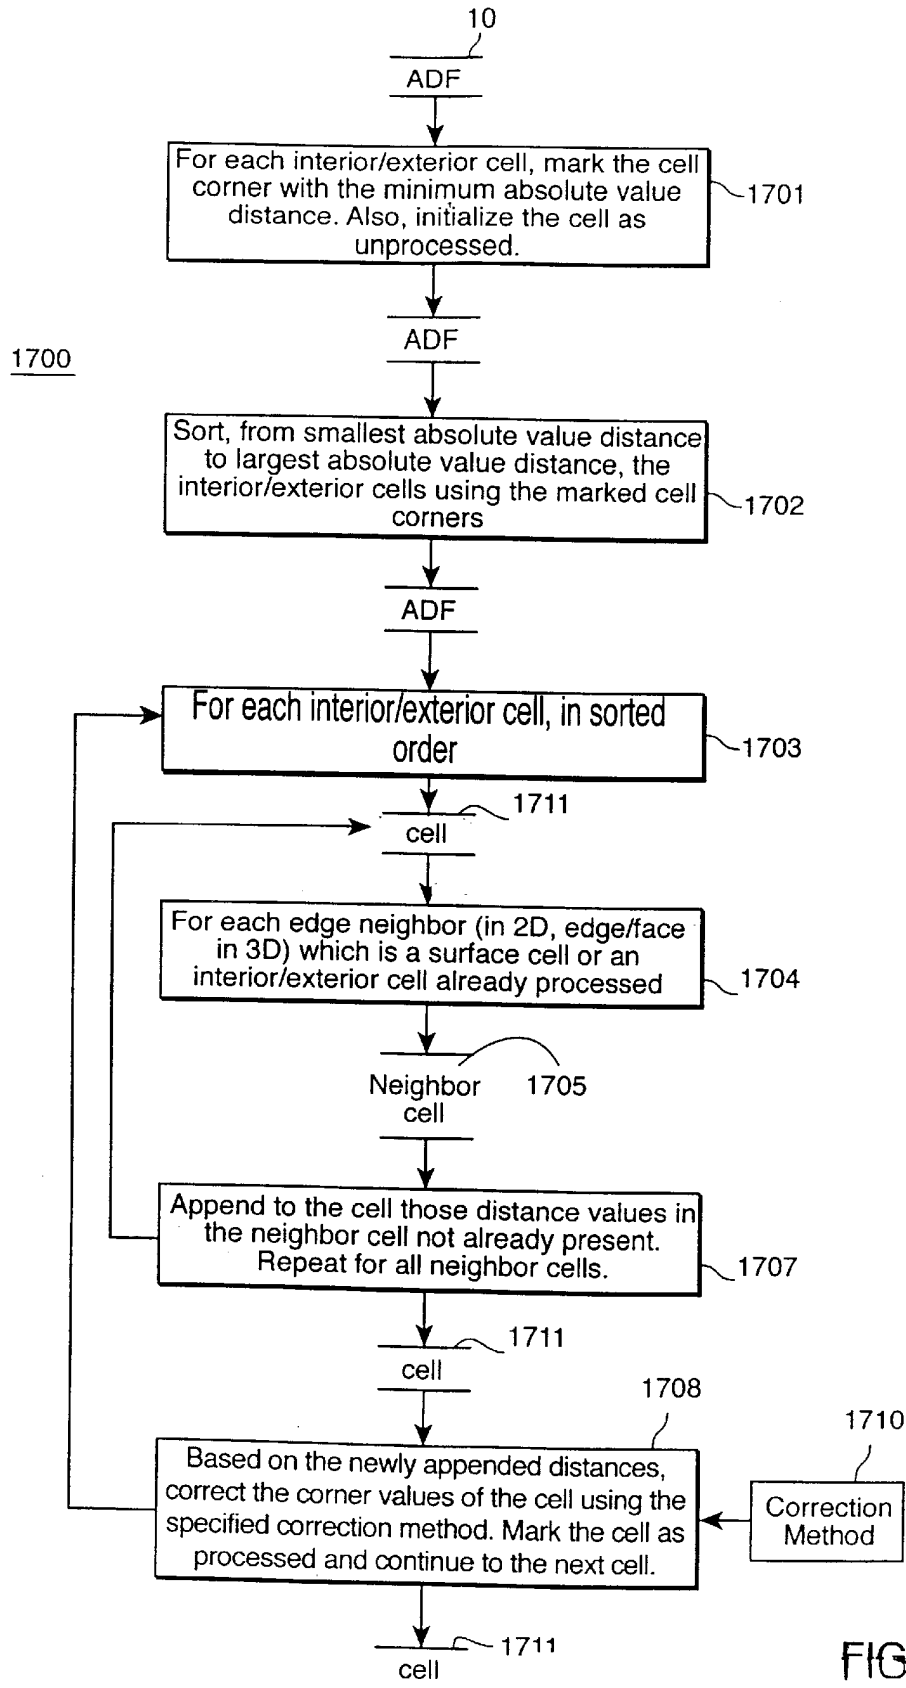 10
ADF
For each interior/exterior cell, mark the cell
corner with the minimum absolute value
distance. Also, initialize the cell as
unprocessed.
1701
ADF
1700
Sort, from smallest absolute value distance
to largest absolute value distance, the
interior/exterior cells using the marked cell
corners
1702
ADF
For each interior/exterior cell, in sorted
order
1703
1711
cell
For each edge neighbor (in 2D, edge/face
in 3D) which is a surface cell or an
interior/exterior cell already processed
1704
1705
Neighbor
cell
Append to the cell those distance values in
the neighbor cell not already present.
Repeat for all neighbor cells.
1707
1711
cell
1708
1710
Based on the newly appended distances,
correct the corner values of the cell using the
specified correction method. Mark the cell as
processed and continue to the next cell.
Correction
Method
1711
cell
FIG